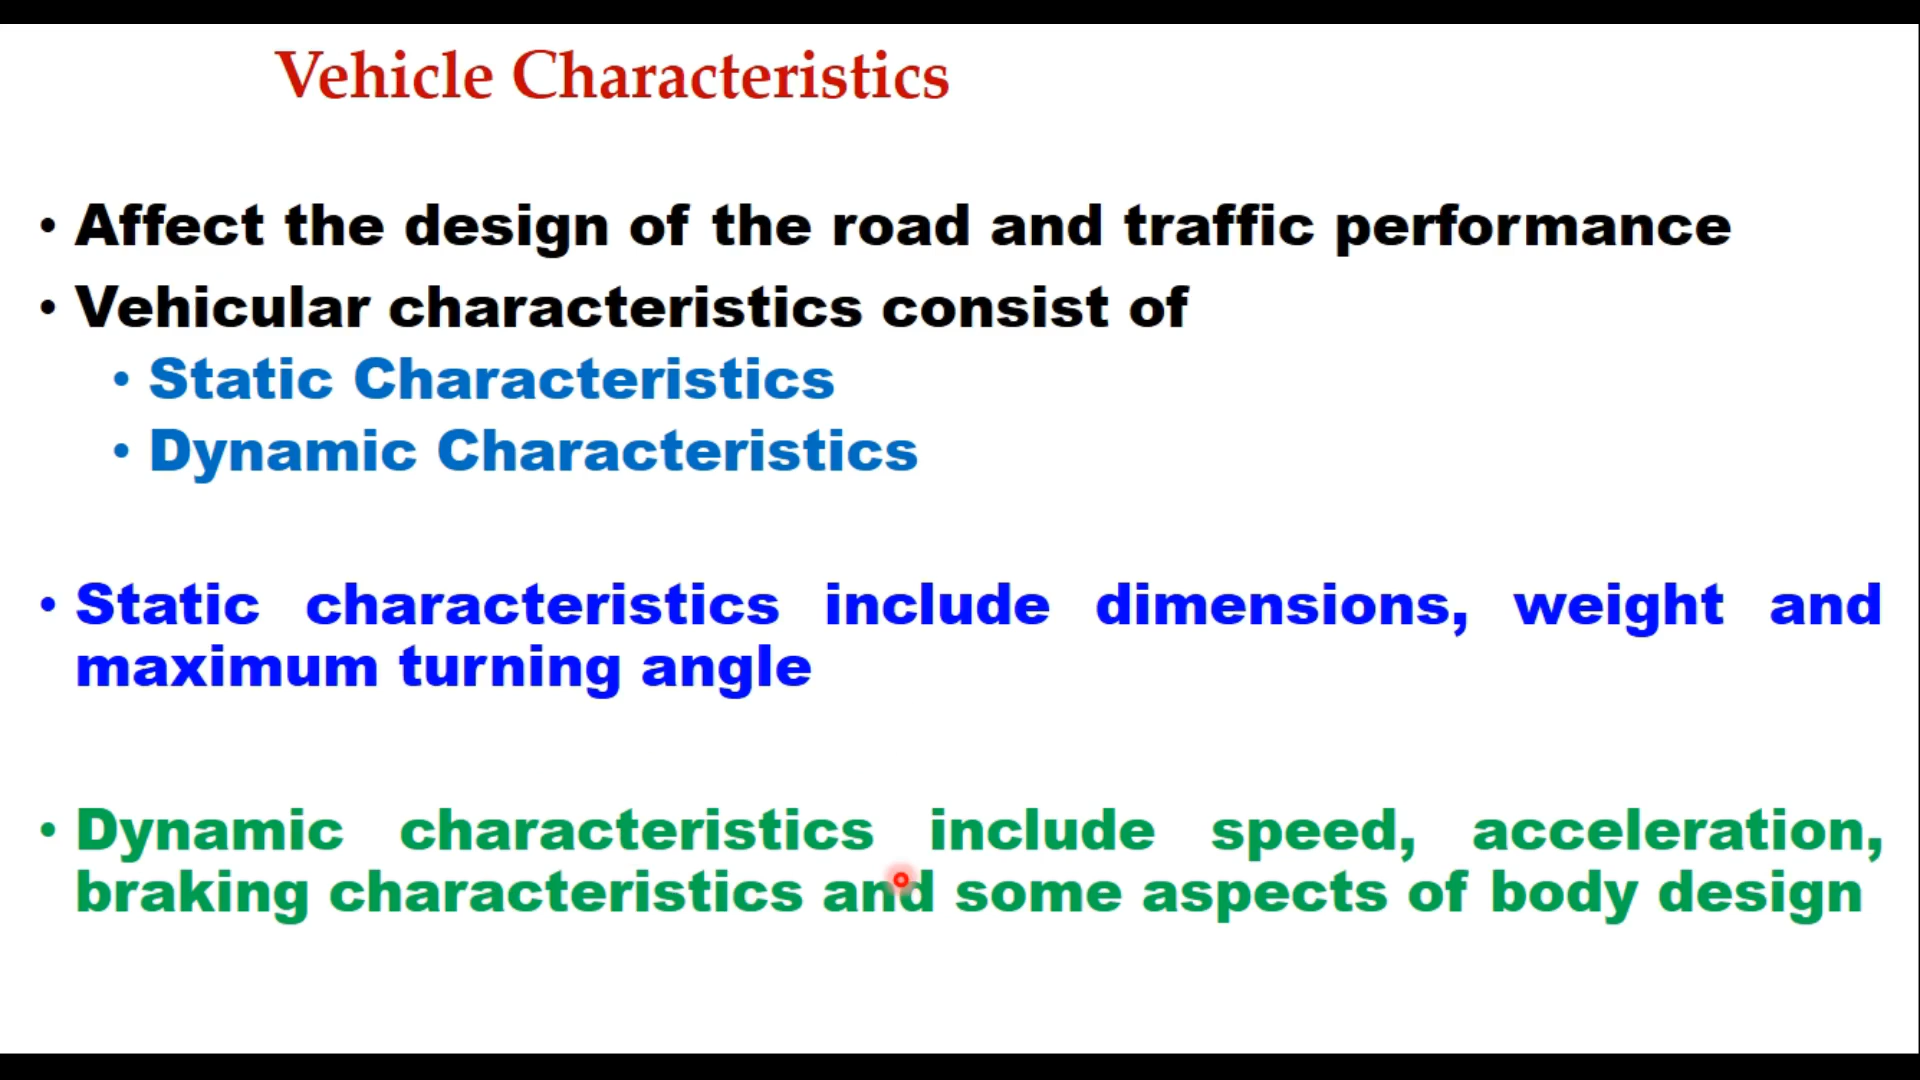 Vehicle Characteristics
• Affect the design of the road and traffic performance
• Vehicular characteristics consist of
• Static Characteristics
• Dynamic Characteristics
• Static characteristics include dimensions, weight and
maximum turning angle
• Dynamic characteristics include speed, acceleration,
braking characteristics and some aspects of body design